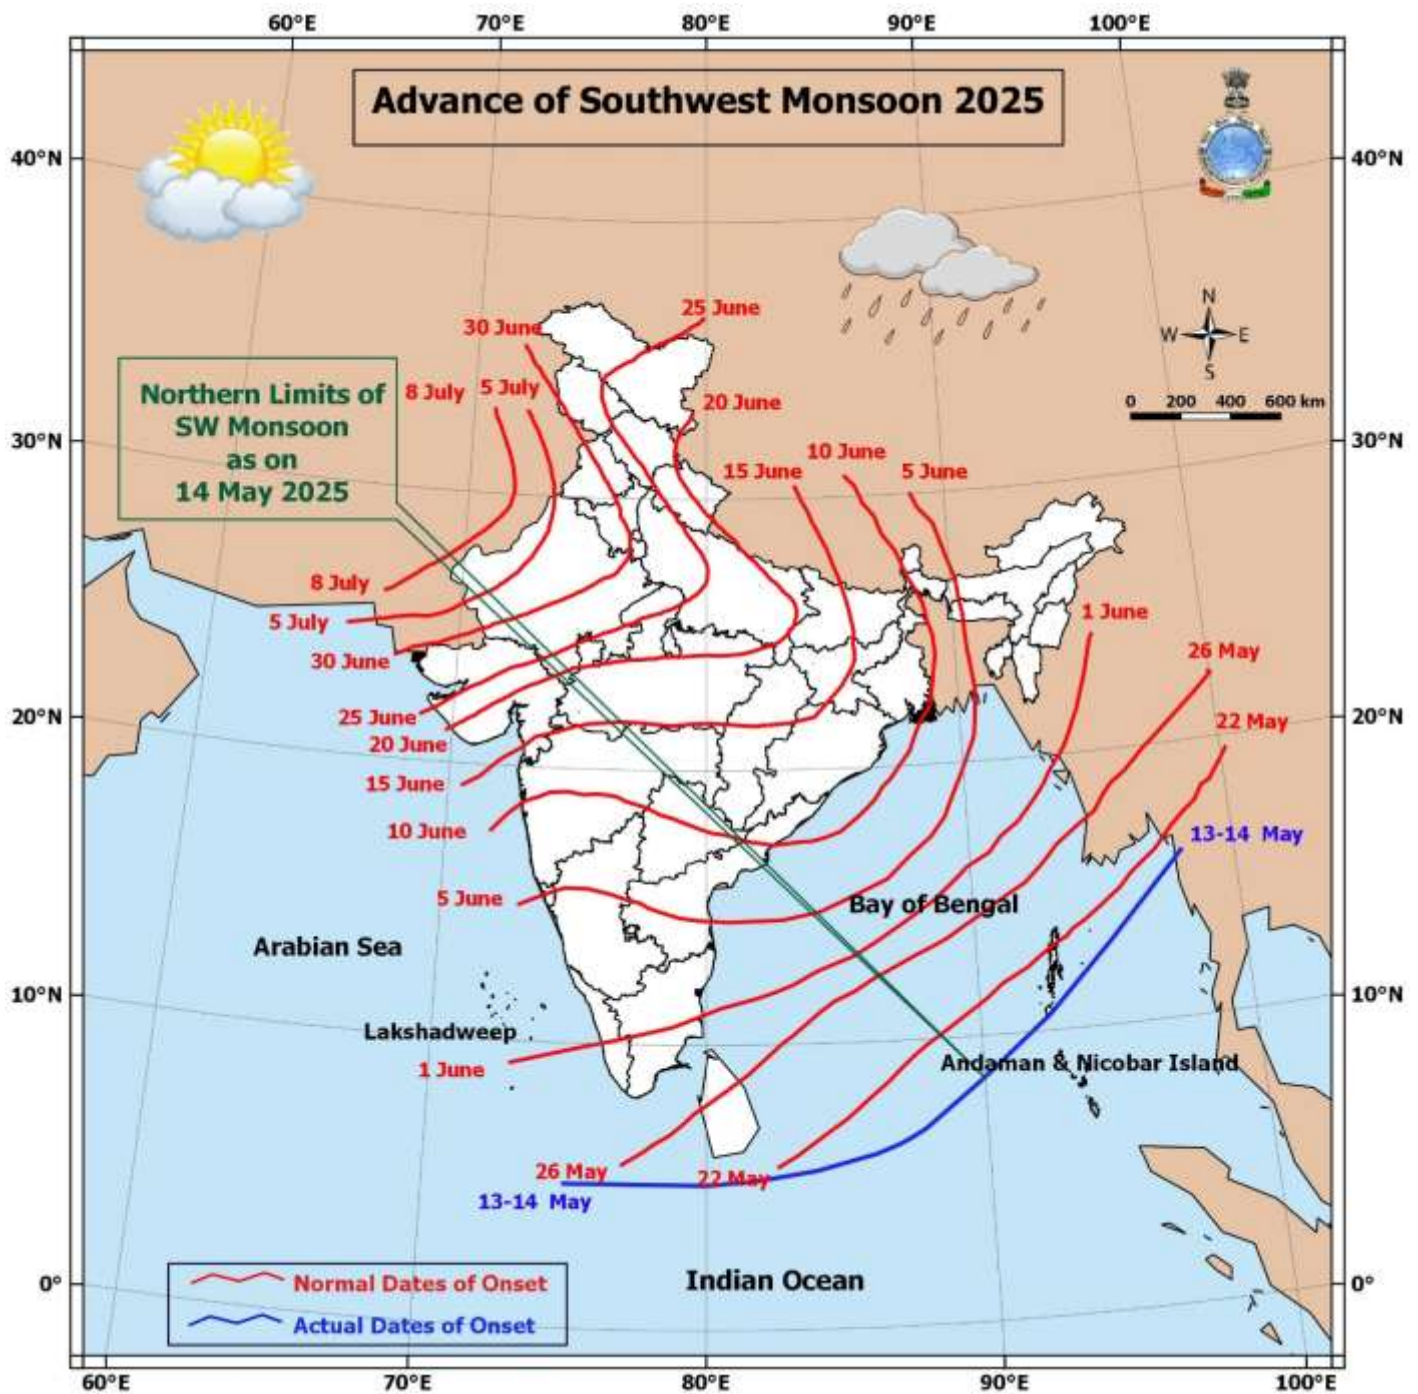 60°E 70°E 80°E 90°E 100°E
Advance of Southwest Monsoon 2025
40°N 40°N
N
W E
S
25 June
30 June
8 July 5 July
20 June
0 200 400 600 km
Northern Limits of
SW Monsoon
as on
14 May 2025
30°N 30°N
10 June
15 June 5 June
8 July
5 July
1 June
30 June
26 May
25 June
20°N 20°N
22 May
20 June
15 June
10 June
13-14 May
5 June
Bay of Bengal
Arabian Sea
10°N 10°N
Lakshadweep
1 June
Andaman & Nicobar Island
26 May
22 May
13-14 May
0° 0°
Indian Ocean
Normal Dates of Onset
Actual Dates of Onset
60°E 70°E 80°E 90°E 100°E